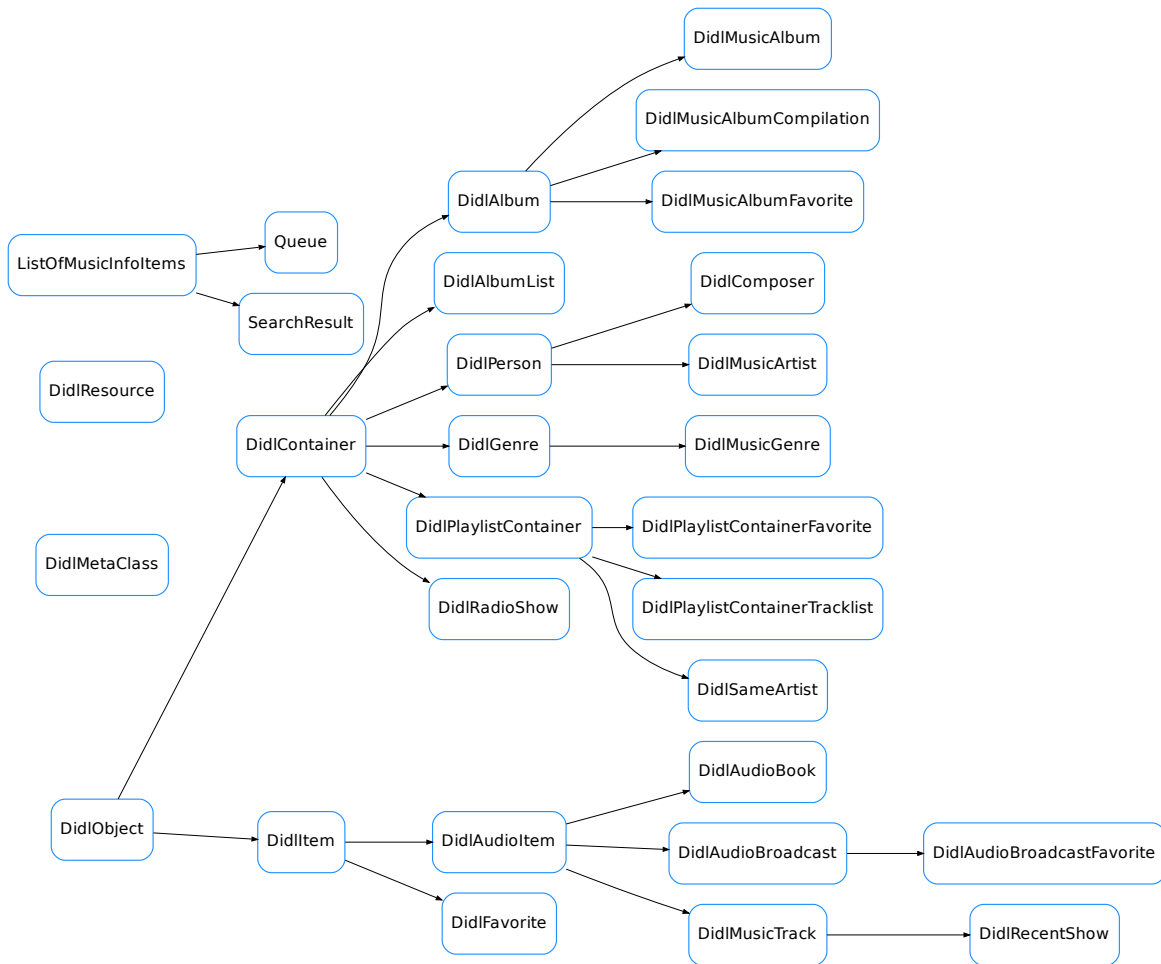 DidlMusicAlbum
DidlMusicAlbumCompilation
DidlAlbum
DidlMusicAlbumFavorite
Queue
ListOfMusicInfoItems
DidlAlbumList
DidlComposer
SearchResult
DidlPerson
DidlMusicArtist
DidlResource
DidlContainer
DidlGenre
DidlMusicGenre
DidlPlaylistContainer
DidlPlaylistContainerFavorite
DidlMetaClass
DidlRadioShow
DidlPlaylistContainerTracklist
DidlSameArtist
DidlAudioBook
DidlObject
DidlItem
DidlAudioItem
DidlAudioBroadcast
DidlAudioBroadcastFavorite
DidlFavorite
DidlMusicTrack
DidlRecentShow